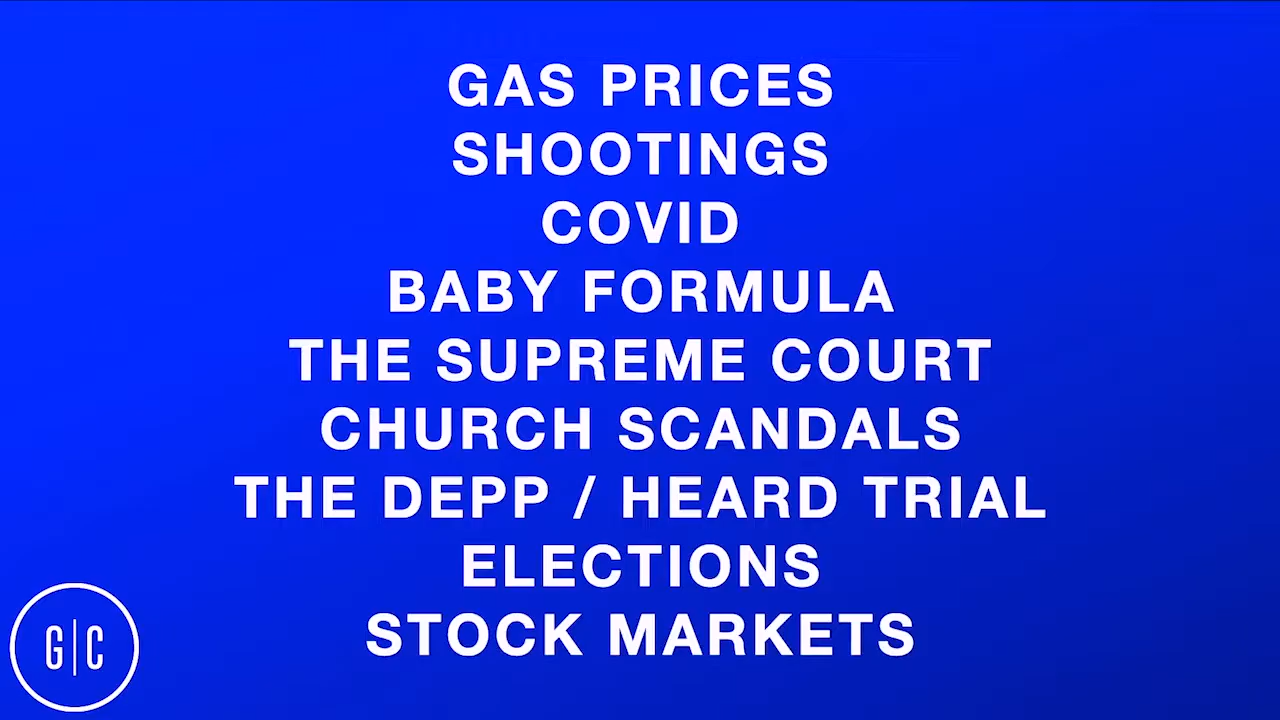 GAS PRICES
SHOOTINGS
COVID
BABY FORMULA
THE SUPREME COURT
CHURCH SCANDALS
THE DEPP / HEARD TRIAL
ELECTIONS
STOCK MARKETS
G|C